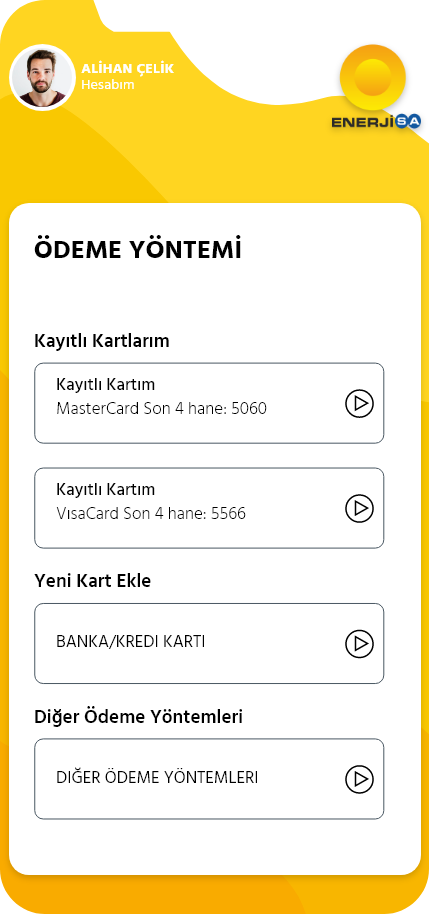 ALİHAN ÇELİK
Hesabım
ENERJİSA
ÖDEME YÖNTEMİ
Kayıtlı Kartlarım
Kayıtlı Kartım
MasterCard Son 4 hane: 5060
Kayıtlı Kartım
VısaCard Son 4 hane: 5566
Yeni Kart Ekle
BANKA/KREDI KARTI
Diğer Ödeme Yöntemleri
DIĞER ÖDEME YÖNTEMLERI